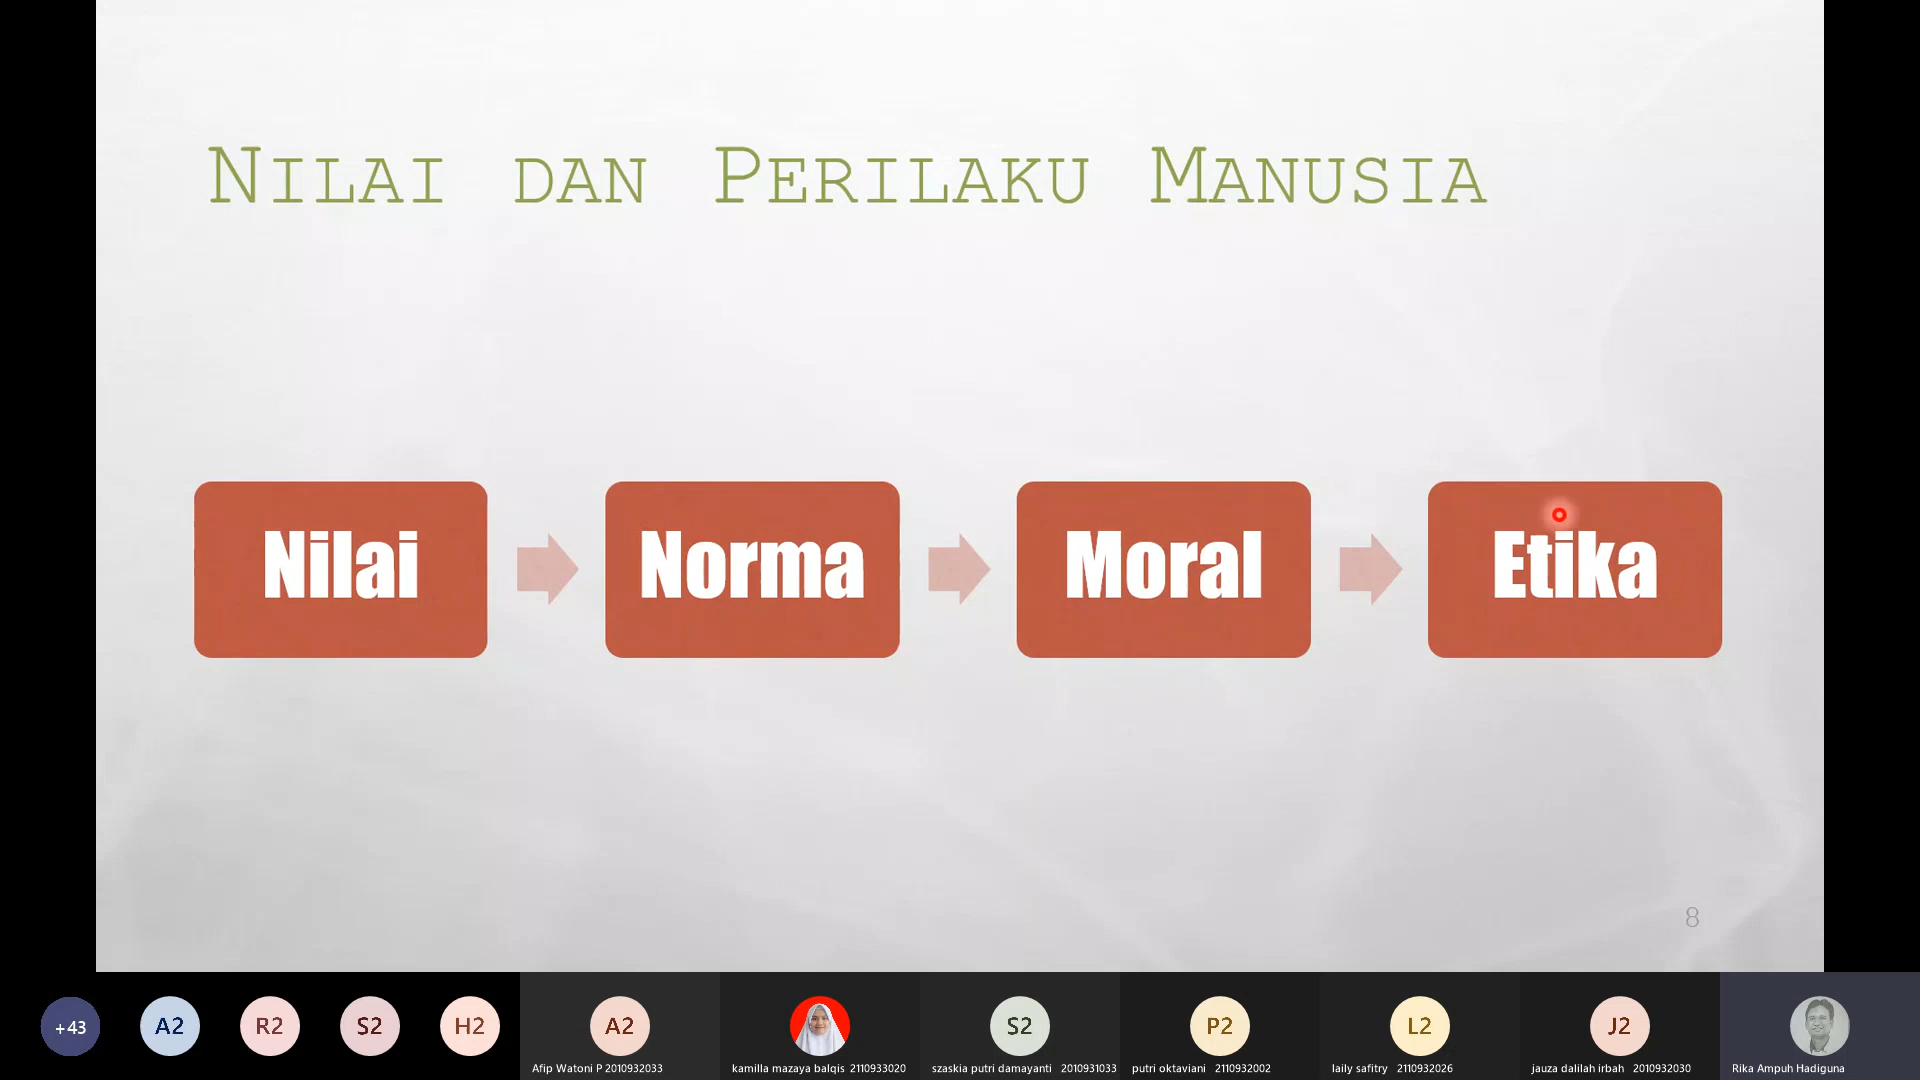 NILAI DAN PERILAKU MANUSIA
Nilai
Norma
Moral
Etika
8
+43
A2
R2
S2
H2
A2
S2
P2
L2
J2
Afip Watoni P 2010932033
kamilla mazaya balqis 2110933020
szaskia putri damayanti 2010931033
putri oktaviani 2110932002
laily safitry 2110932026
jauza dalilah irbah 2010932030
Rika Ampuh Hadiguna